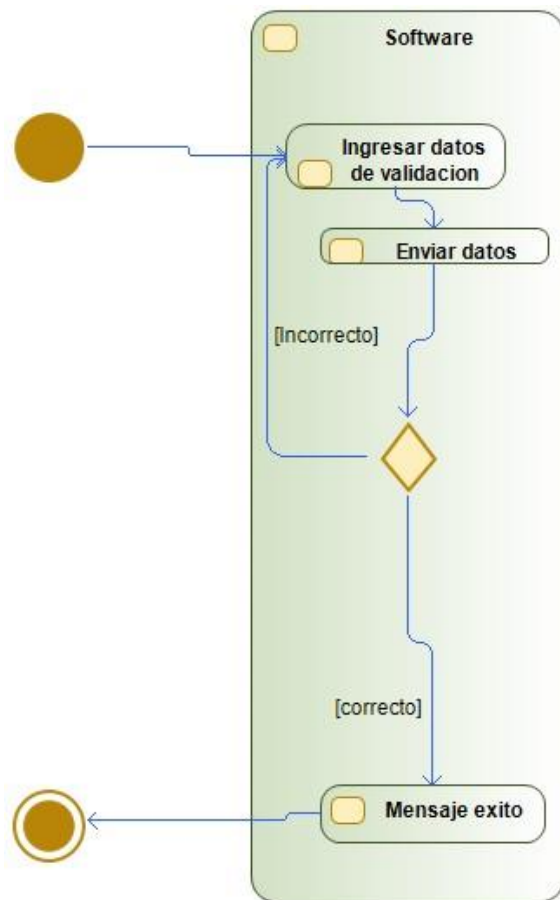 Software
Ingresar datos
de validacion
Enviar datos
[Incorrecto]
[correcto]
Mensaje exito